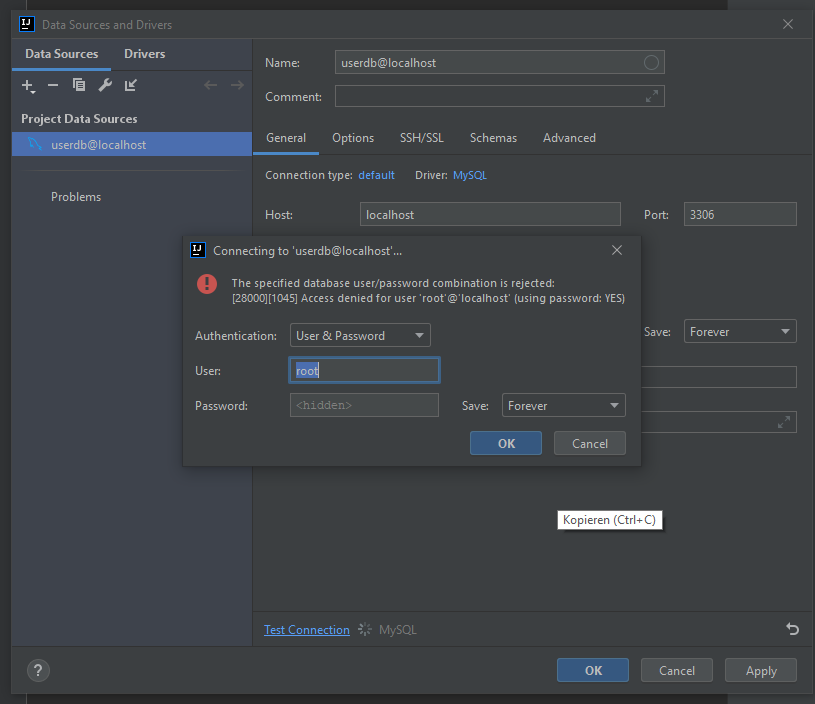 IJ
Data Sources and Drivers
Data Sources
Drivers
Name:
userdb@localhost
Comment:
Project Data Sources
userdb@localhost
Problems
General
Options
SSH/SSL
Schemas
Advanced
Connection type: default
Driver: MySQL
Host:
localhost
Port:
3306
IJ
Connecting to 'userdb@localhost'...
The specified database user/password combination is rejected:
[28000][1045] Access denied for user 'root'@'localhost' (using password: YES)
Authentication:
User & Password
User:
root
Password:
<hidden>
Save:
Forever
OK
Cancel
Save:
Forever
Kopieren (Ctrl+C)
Test Connection
MySQL
?
OK
Cancel
Apply